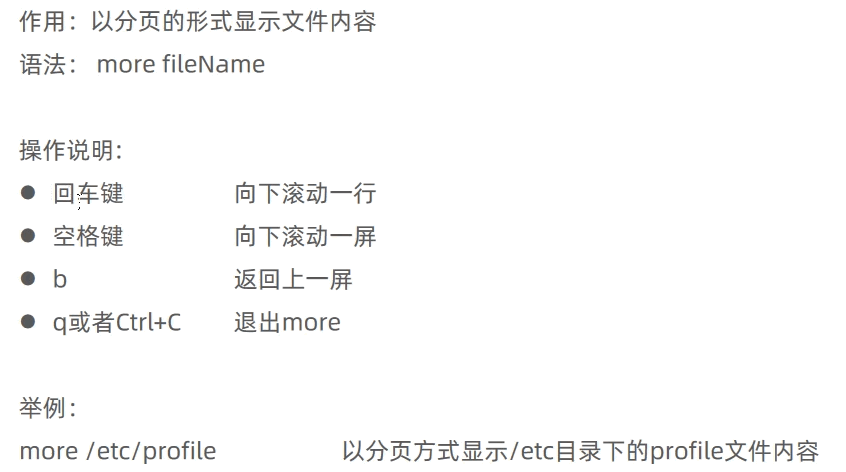 作用：以分页的形式显示文件内容
语法： more fileName
操作说明：
● 回车键 向下滚动一行
● 空格键 向下滚动一屏
● b 返回上一屏
● q或者Ctrl+C 退出more
举例：
more /etc/profile 以分页方式显示/etc目录下的profile文件内容